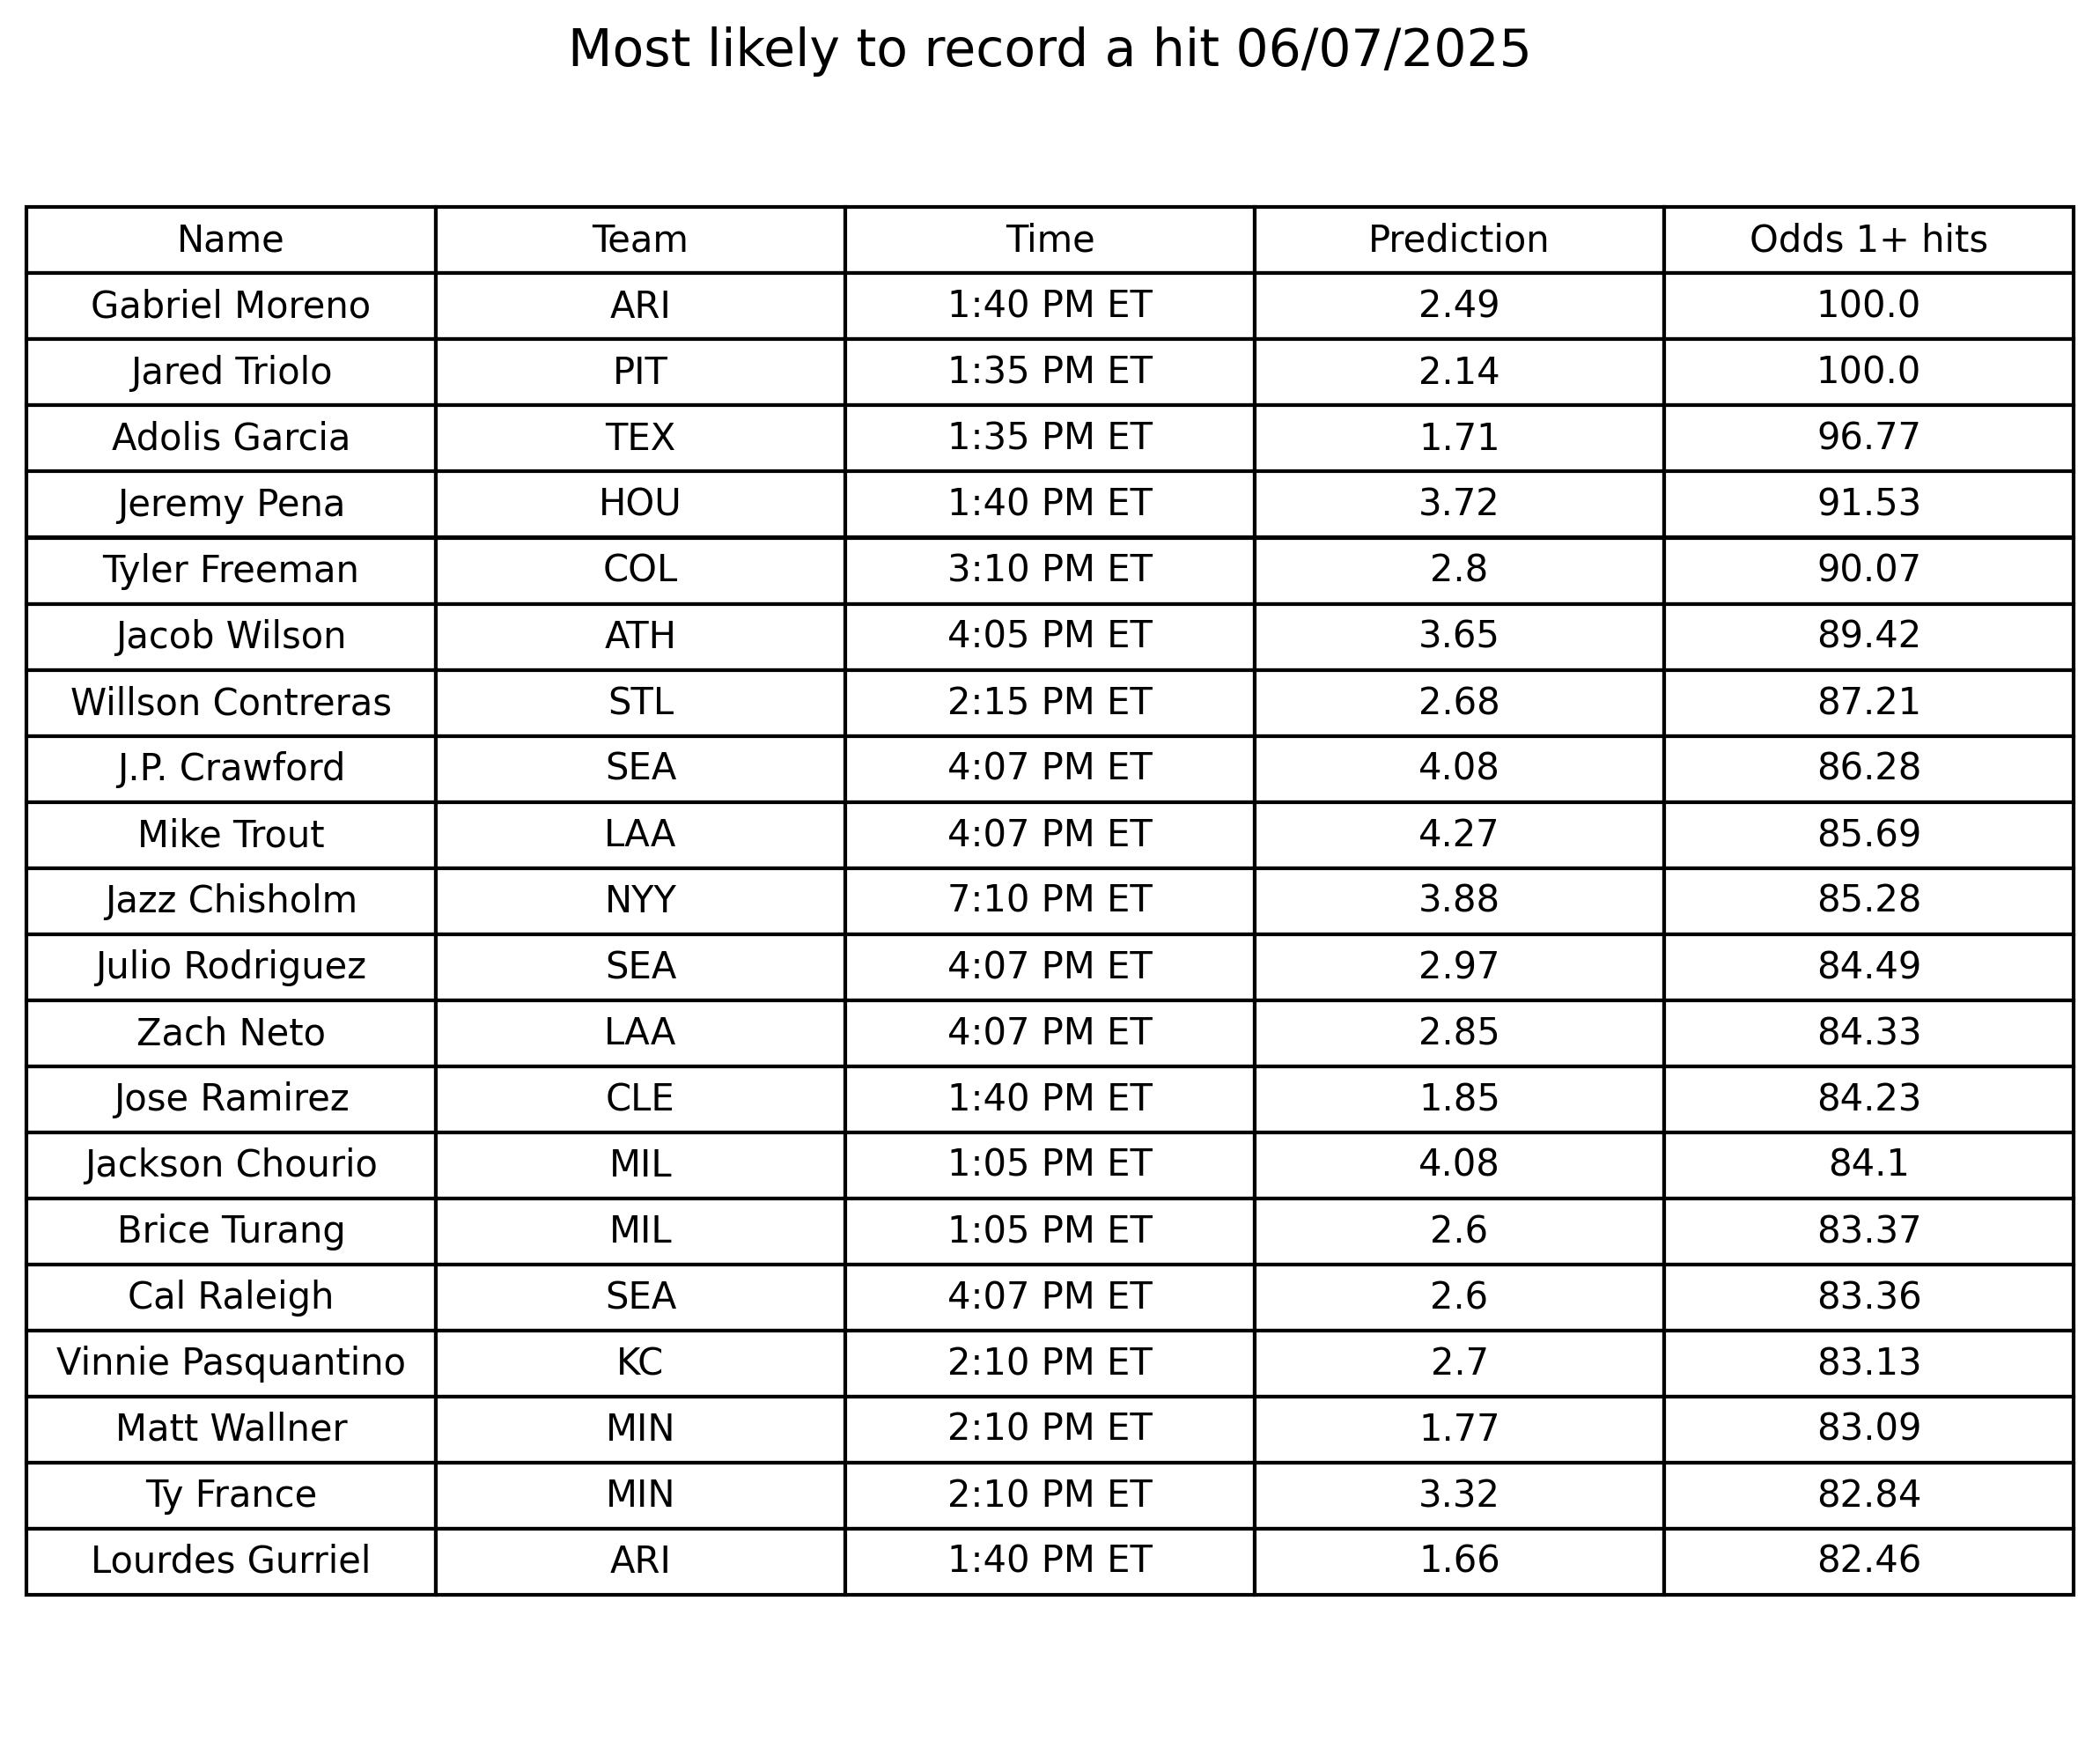 Most likely to record a hit 06/07/2025
Name Team Time Prediction Odds 1+ hits
Gabriel Moreno ARI 1:40 PM ET 2.49 100.0
Jared Triolo PIT 1:35 PM ET 2.14 100.0
Adolis Garcia TEX 1:35 PM ET 1.71 96.77
Jeremy Pena HOU 1:40 PM ET 3.72 91.53
Tyler Freeman COL 3:10 PM ET 2.8 90.07
Jacob Wilson ATH 4:05 PM ET 3.65 89.42
Willson Contreras STL 2:15 PM ET 2.68 87.21
J.P. Crawford SEA 4:07 PM ET 4.08 86.28
Mike Trout LAA 4:07 PM ET 4.27 85.69
Jazz Chisholm NYY 7:10 PM ET 3.88 85.28
Julio Rodriguez SEA 4:07 PM ET 2.97 84.49
Zach Neto LAA 4:07 PM ET 2.85 84.33
Jose Ramirez CLE 1:40 PM ET 1.85 84.23
Jackson Chourio MIL 1:05 PM ET 4.08 84.1
Brice Turang MIL 1:05 PM ET 2.6 83.37
Cal Raleigh SEA 4:07 PM ET 2.6 83.36
Vinnie Pasquantino KC 2:10 PM ET 2.7 83.13
Matt Wallner MIN 2:10 PM ET 1.77 83.09
Ty France MIN 2:10 PM ET 3.32 82.84
Lourdes Gurriel ARI 1:40 PM ET 1.66 82.46